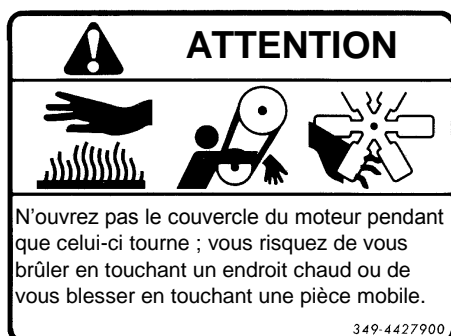 ATTENTION
N'ouvrez pas le couvercle du moteur pendant
que celui-ci tourne ; vous risquez de vous
brûler en touchant un endroit chaud ou de
vous blesser en touchant une pièce mobile.
349-4427900